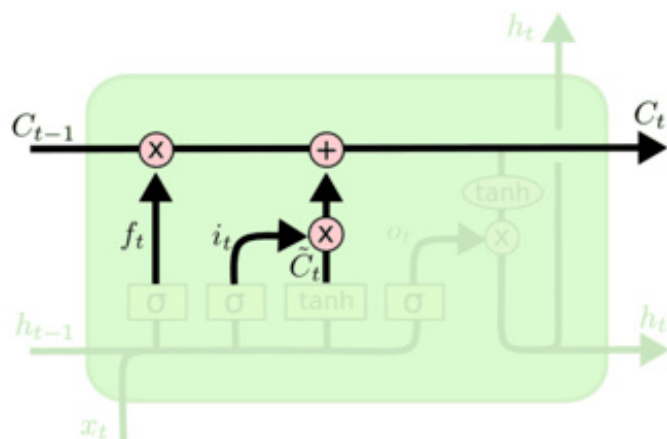 h_t
C_{t-1}
C_t
×
+
tanh
f_t
i_t
×
o_t
×
C̃_t
σ
σ
tanh
σ
h_{t-1}
h_t
x_t